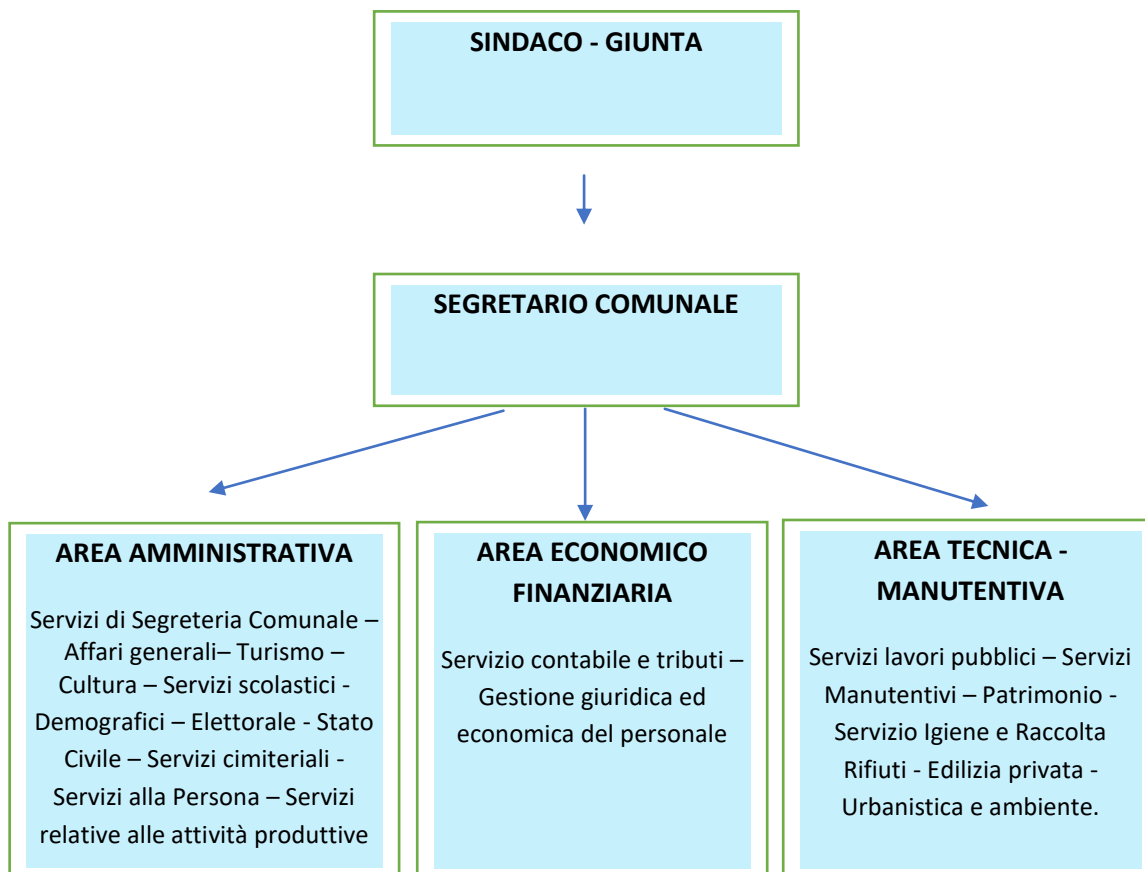 SINDACO - GIUNTA
SEGRETARIO COMUNALE
AREA AMMINISTRATIVA
Servizi di Segreteria Comunale –
Affari generali– Turismo –
Cultura – Servizi scolastici -
Demografici – Elettorale - Stato
Civile – Servizi cimiteriali -
Servizi alla Persona – Servizi
relative alle attività produttive
AREA ECONOMICO
FINANZIARIA
Servizio contabile e tributi –
Gestione giuridica ed
economica del personale
AREA TECNICA -
MANUTENTIVA
Servizi lavori pubblici – Servizi
Manutentivi – Patrimonio -
Servizio Igiene e Raccolta
Rifiuti - Edilizia privata -
Urbanistica e ambiente.